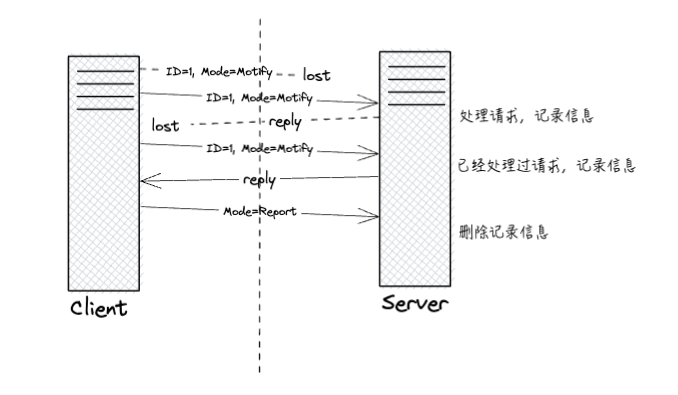 ID=1, Mode=Motify
lost
ID=1, Mode=Motify
处理请求，记录信息
lost
reply
ID=1, Mode=Motify
已经处理过请求，记录信息
reply
Mode=Report
删除记录信息
Client
Server